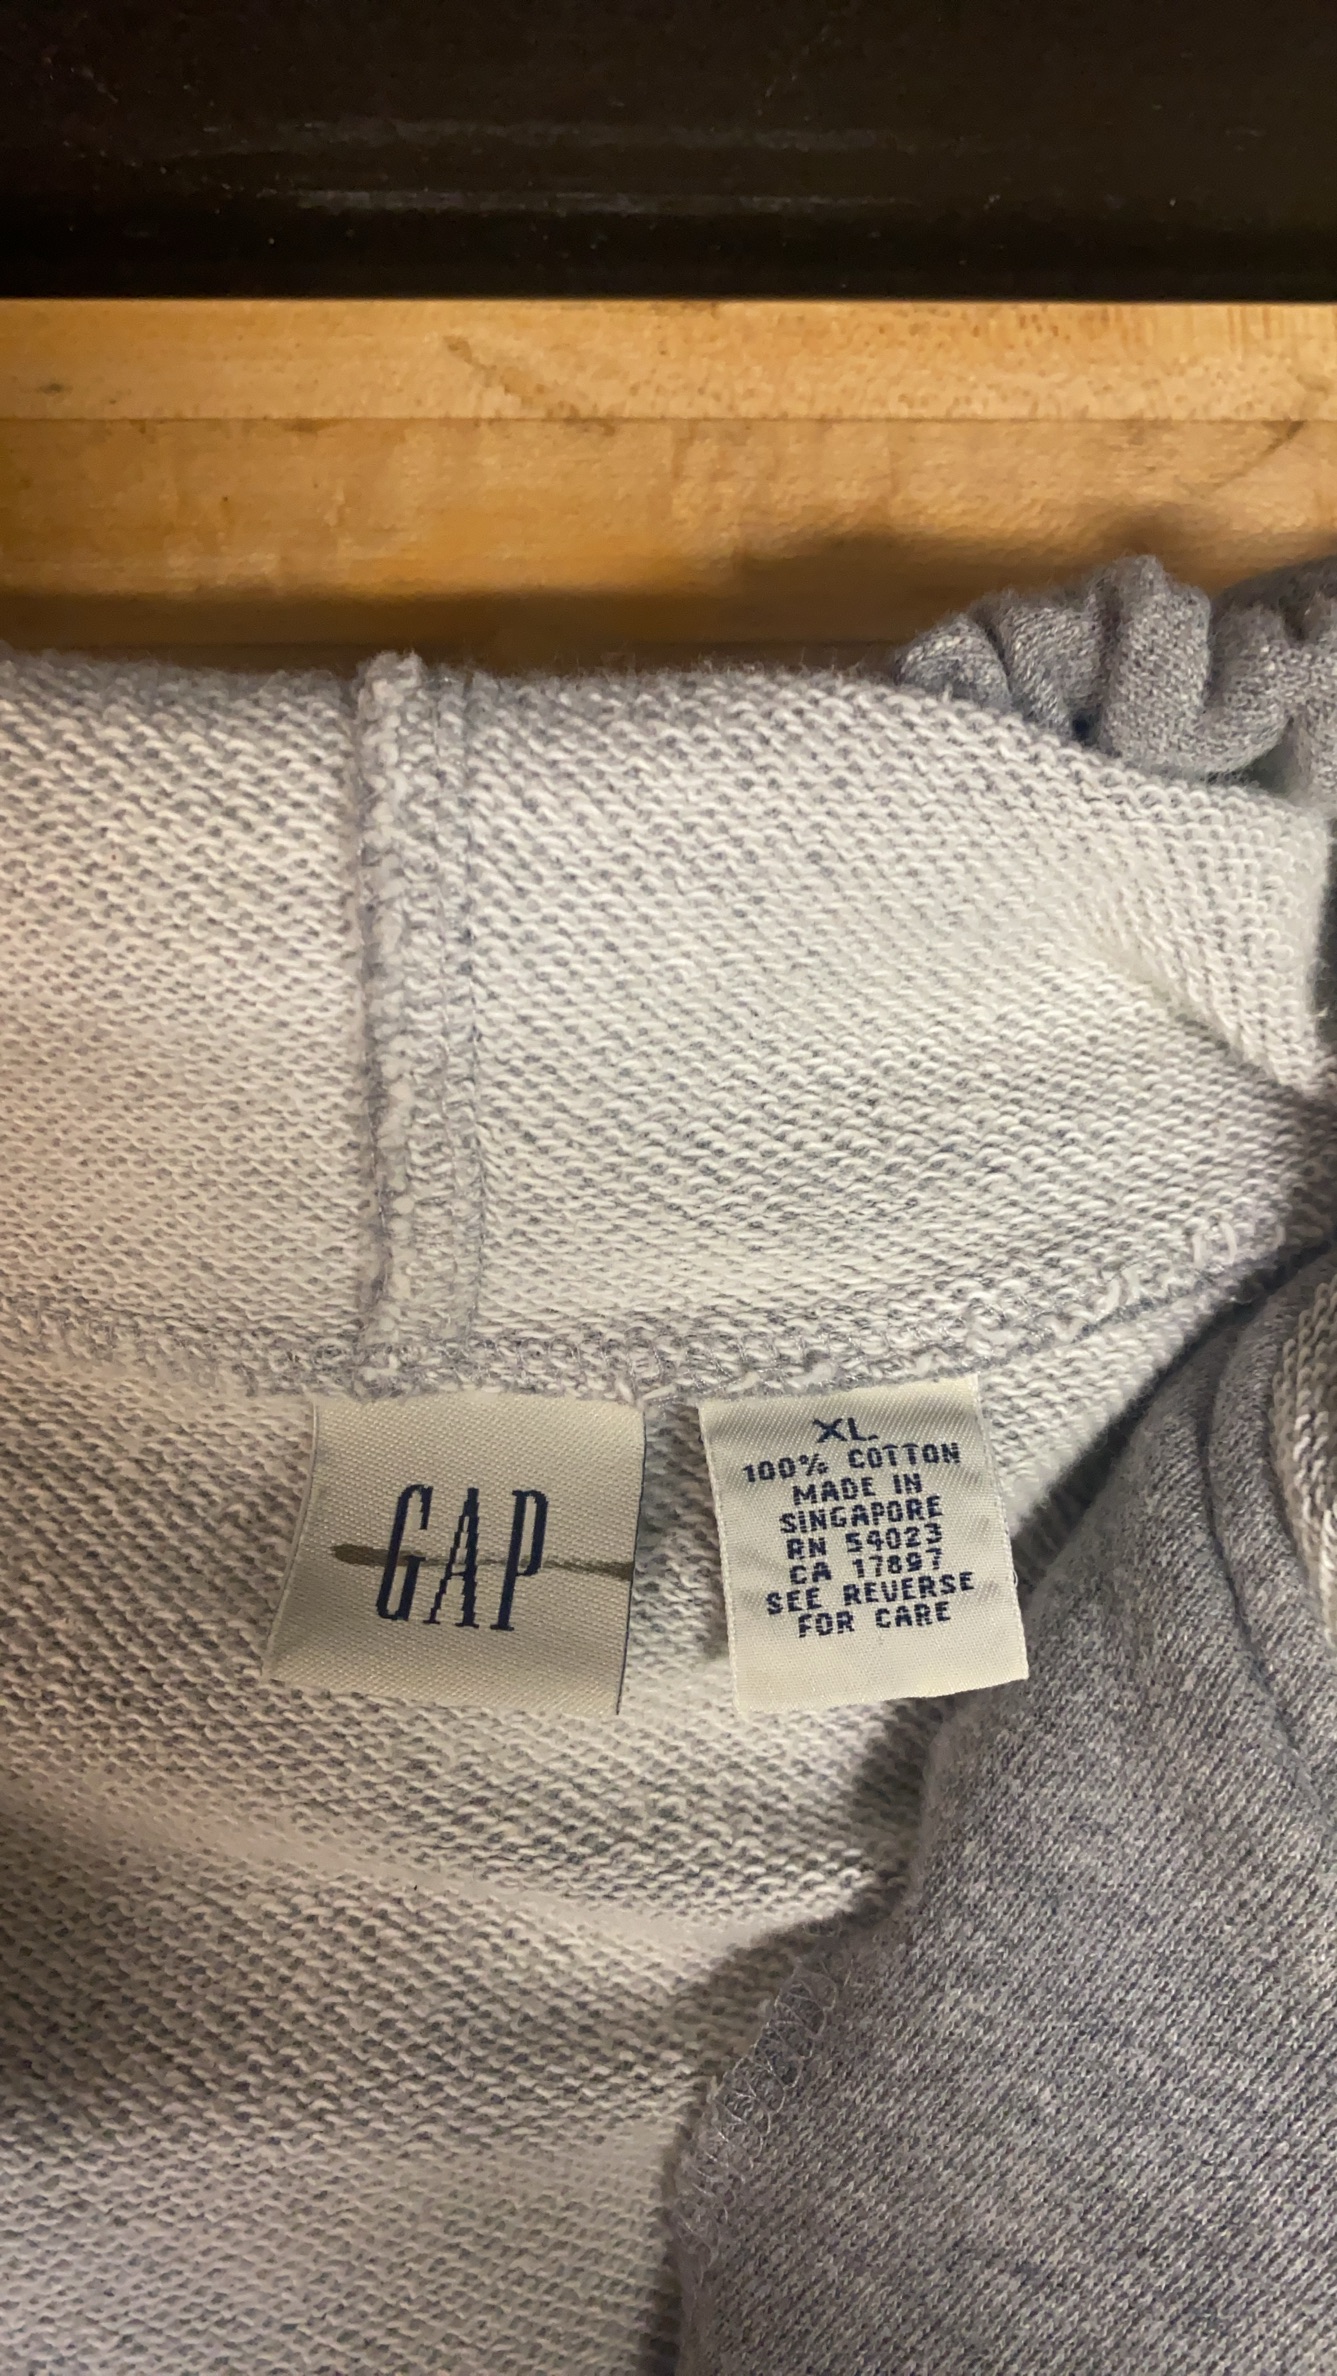 GAP
XL.
100% COTTON
MADE IN
SINGAPORE
RN 54023
CA 17897
SEE REVERSE
FOR CARE